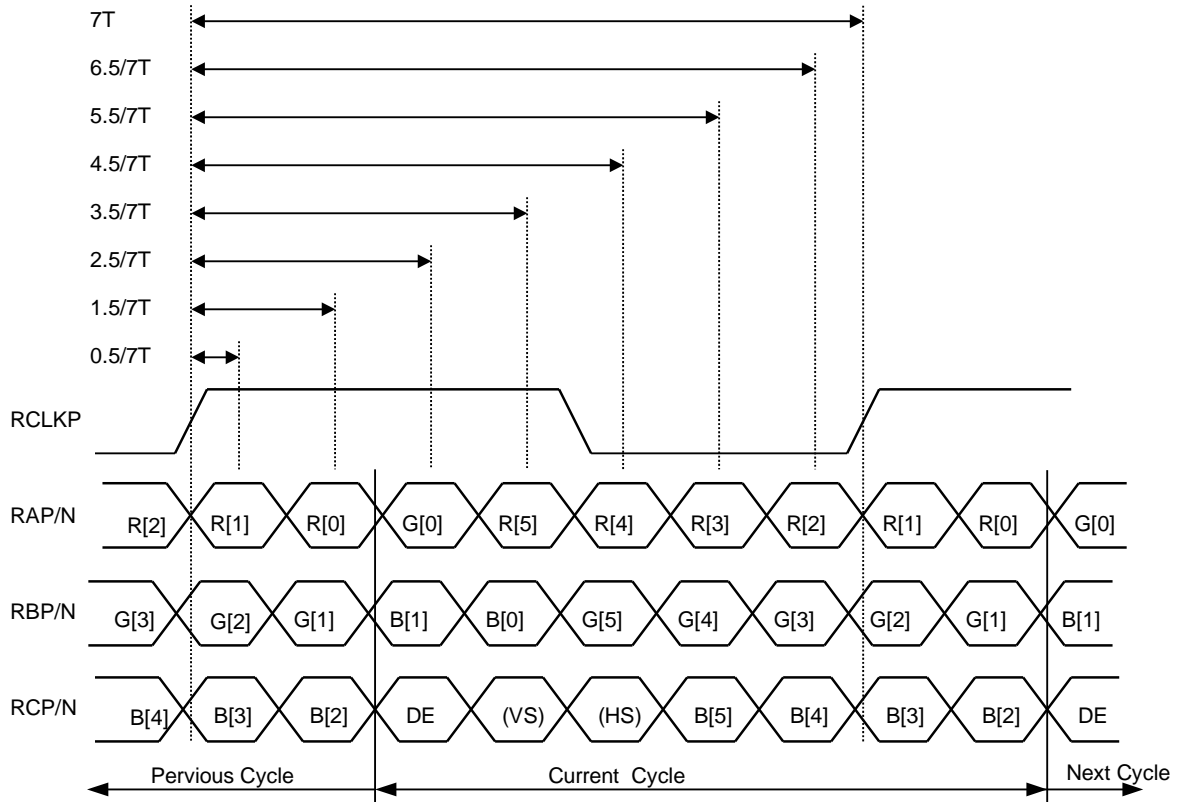 7T
6.5/7T
5.5/7T
4.5/7T
3.5/7T
2.5/7T
1.5/7T
0.5/7T
RCLKP
RAP/N R[2] R[1] R[0] G[0] R[5] R[4] R[3] R[2] R[1] R[0] G[0]
RBP/N G[3] G[2] G[1] B[1] B[0] G[5] G[4] G[3] G[2] G[1] B[1]
RCP/N B[4] B[3] B[2] DE (VS) (HS) B[5] B[4] B[3] B[2] DE
Pervious Cycle Current Cycle Next Cycle